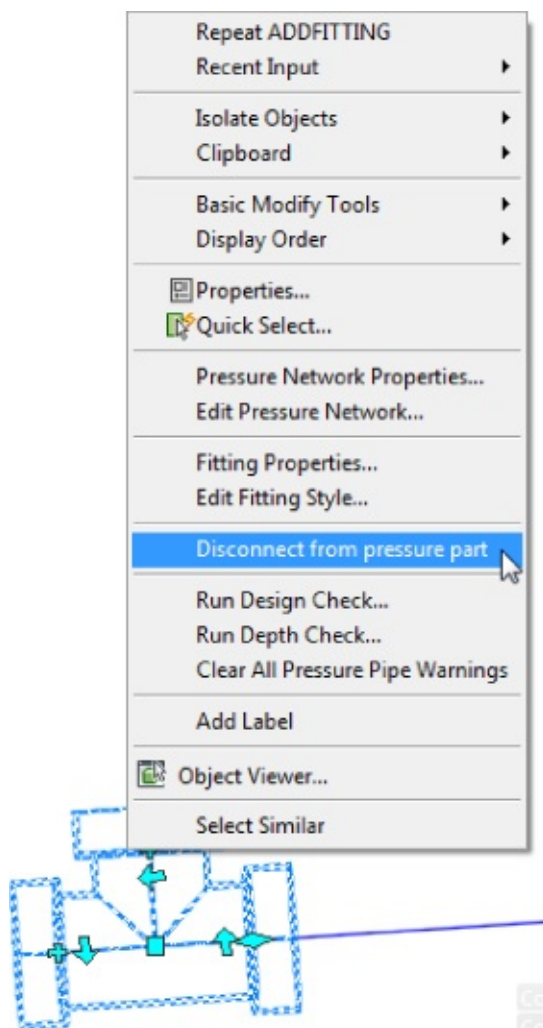 Repeat ADDFITTING
Recent Input
Isolate Objects
Clipboard
Basic Modify Tools
Display Order
Properties...
Quick Select...
Pressure Network Properties...
Edit Pressure Network...
Fitting Properties...
Edit Fitting Style...
Disconnect from pressure part
Run Design Check...
Run Depth Check...
Clear All Pressure Pipe Warnings
Add Label
Object Viewer...
Select Similar